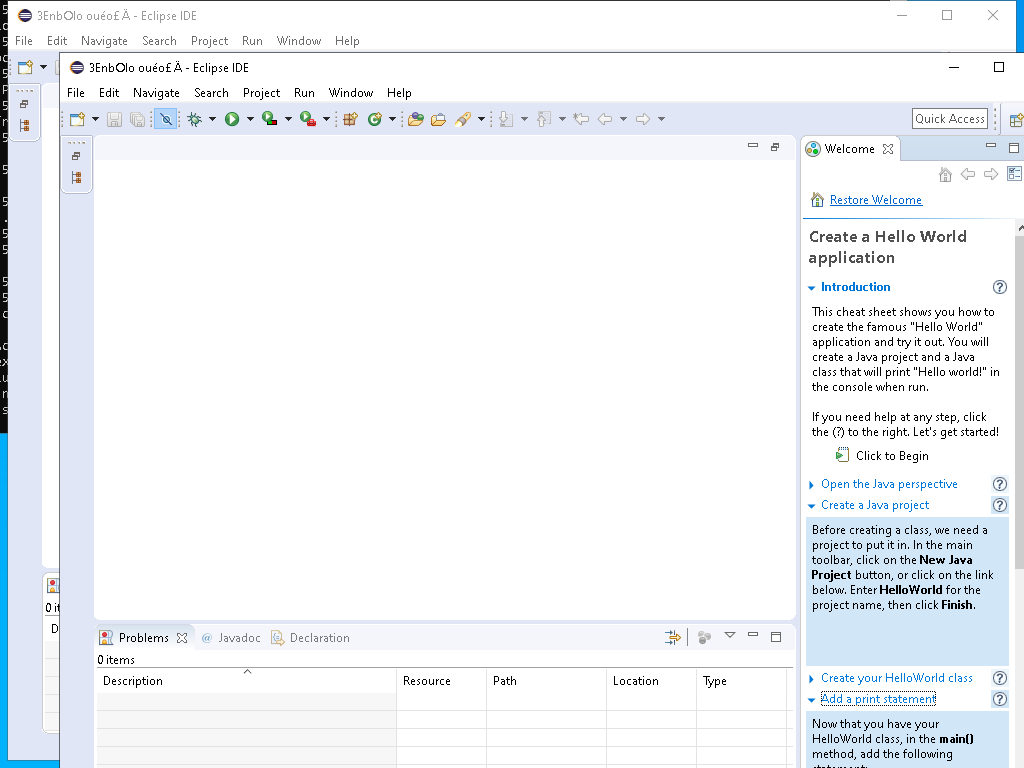 3EnbOlo ouéo£Ä - Eclipse IDE
File Edit Navigate Search Project Run Window Help
3EnbOlo ouéo£Ä - Eclipse IDE
File Edit Navigate Search Project Run Window Help
Quick Access
Welcome
Restore Welcome
Create a Hello World
application
Introduction
This cheat sheet shows you how to
create the famous "Hello World"
application and try it out. You will
create a Java project and a Java
class that will print "Hello world!" in
the console when run.
If you need help at any step, click
the (?) to the right. Let's get started!
Click to Begin
Open the Java perspective
Create a Java project
Before creating a class, we need a
project to put it in. In the main
toolbar, click on the New Java
Project button, or click on the link
below. Enter HelloWorld for the
project name, then click Finish.
Create your HelloWorld class
Add a print statement
Now that you have your
HelloWorld class, in the main()
method, add the following
Problems @ Javadoc Declaration
0 items
Description Resource Path Location Type